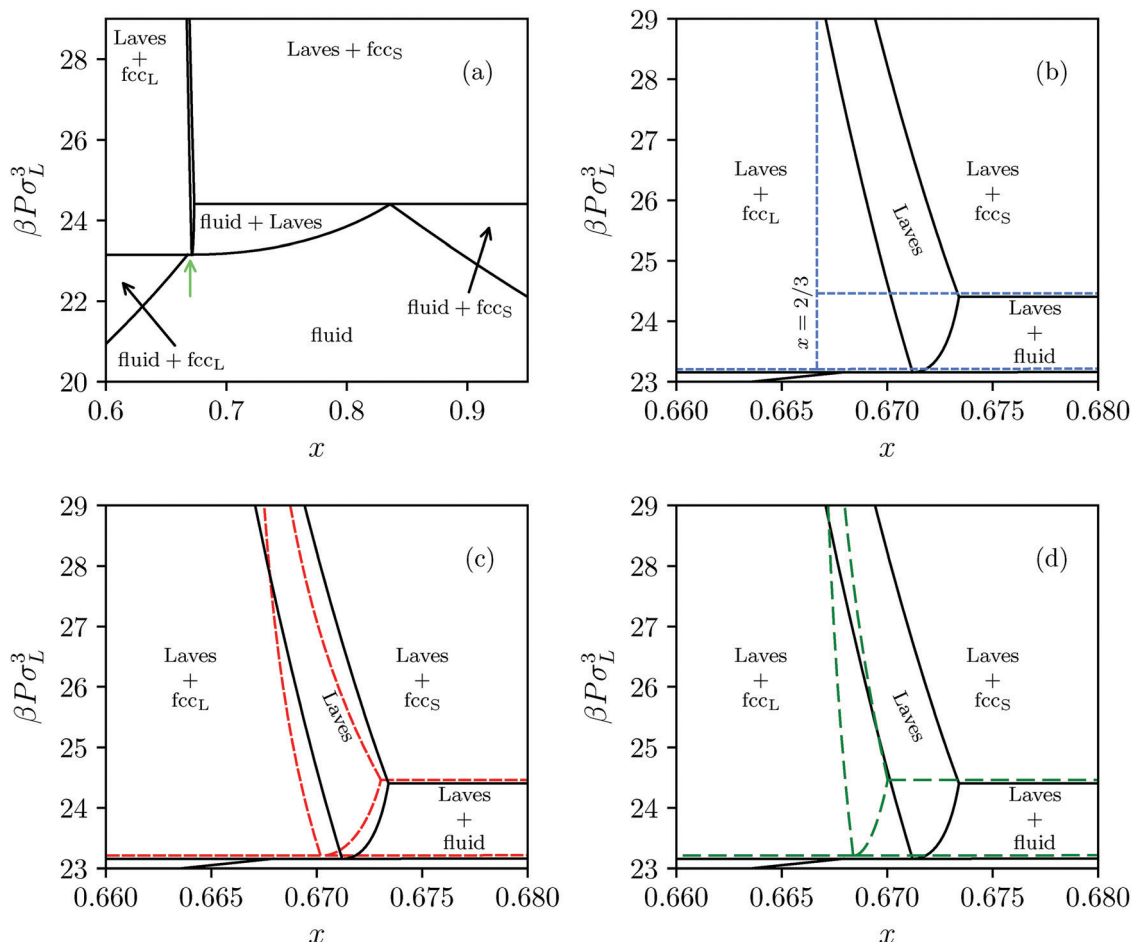 28
26
24
22
20
0.6
0.7
0.8
0.9
x
βPσ_L^3
Laves
+
fcc_L
Laves + fcc_S
(a)
fluid + Laves
fluid + fcc_S
fluid + fcc_L
fluid
29
28
27
26
25
24
23
0.660
0.665
0.670
0.675
0.680
x
βPσ_L^3
(b)
Laves
+
fcc_L
Laves
+
fcc_S
Laves
x = 2/3
Laves
+
fluid
29
28
27
26
25
24
23
0.660
0.665
0.670
0.675
0.680
x
βPσ_L^3
(c)
Laves
+
fcc_L
Laves
+
fcc_S
Laves
Laves
+
fluid
29
28
27
26
25
24
23
0.660
0.665
0.670
0.675
0.680
x
βPσ_L^3
(d)
Laves
+
fcc_L
Laves
+
fcc_S
Laves
Laves
+
fluid